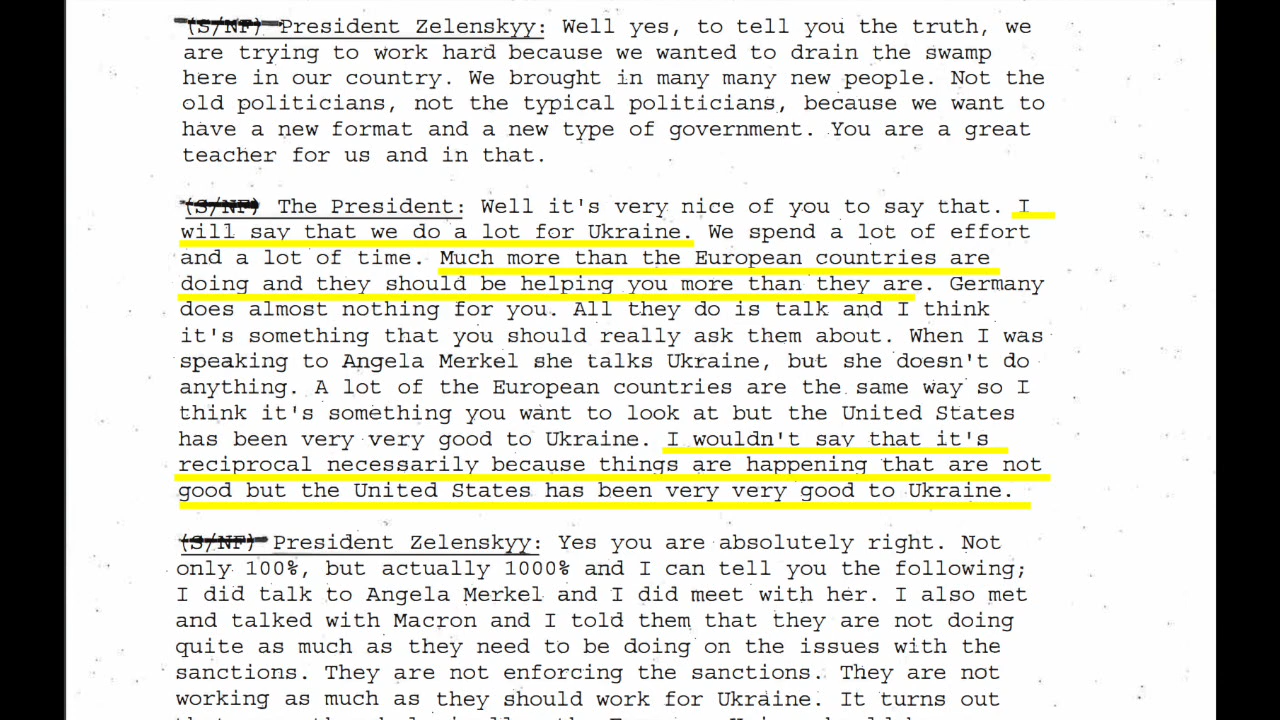 (S/NF) President Zelenskyy: Well yes, to tell you the truth, we
are trying to work hard because we wanted to drain the swamp
here in our country. We brought in many many new people. Not the
old politicians, not the typical politicians, because we want to
have a new format and a new type of government. You are a great
teacher for us and in that.
(S/NF) The President: Well it's very nice of you to say that. I
will say that we do a lot for Ukraine. We spend a lot of effort
and a lot of time. Much more than the European countries are
doing and they should be helping you more than they are. Germany
does almost nothing for you. All they do is talk and I think
it's something that you should really ask them about. When I was
speaking to Angela Merkel she talks Ukraine, but she doesn't do
anything. A lot of the European countries are the same way so I
think it's something you want to look at but the United States
has been very very good to Ukraine. I wouldn't say that it's
reciprocal necessarily because things are happening that are not
good but the United States has been very very good to Ukraine.
(S/NF) President Zelenskyy: Yes you are absolutely right. Not
only 100%, but actually 1000% and I can tell you the following;
I did talk to Angela Merkel and I did meet with her. I also met
and talked with Macron and I told them that they are not doing
quite as much as they need to be doing on the issues with the
sanctions. They are not enforcing the sanctions. They are not
working as much as they should work for Ukraine. It turns out